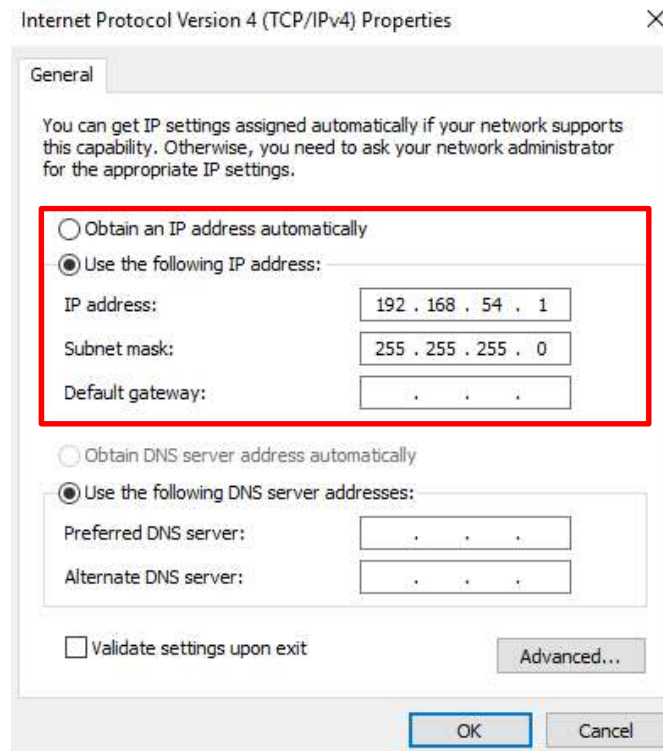 Internet Protocol Version 4 (TCP/IPv4) Properties
General
You can get IP settings assigned automatically if your network supports
this capability. Otherwise, you need to ask your network administrator
for the appropriate IP settings.
Obtain an IP address automatically
Use the following IP address:
IP address: 192 . 168 . 54 . 1
Subnet mask: 255 . 255 . 255 . 0
Default gateway: . . .
Obtain DNS server address automatically
Use the following DNS server addresses:
Preferred DNS server: . . .
Alternate DNS server: . . .
Validate settings upon exit
Advanced...
OK Cancel